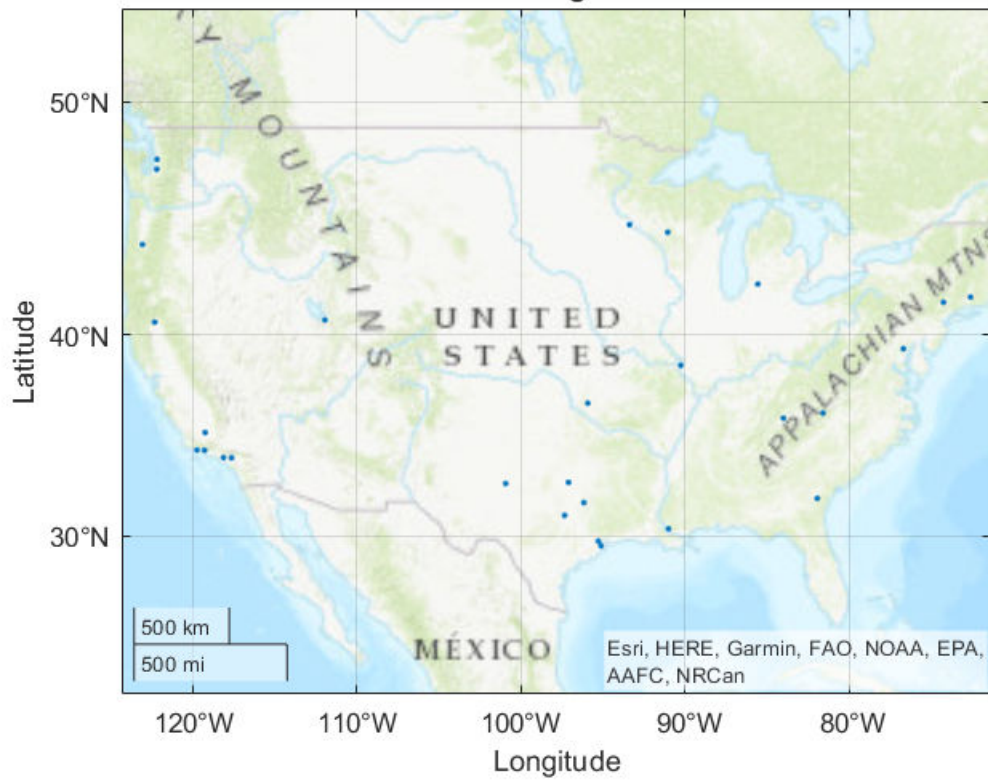 Y MOUNTAINS
50°N
40°N
30°N
Latitude
UNITED
STATES
APPALACHIAN MTNS
MÉXICO
500 km
500 mi
Esri, HERE, Garmin, FAO, NOAA, EPA,
AAFC, NRCan
120°W 110°W 100°W 90°W 80°W
Longitude